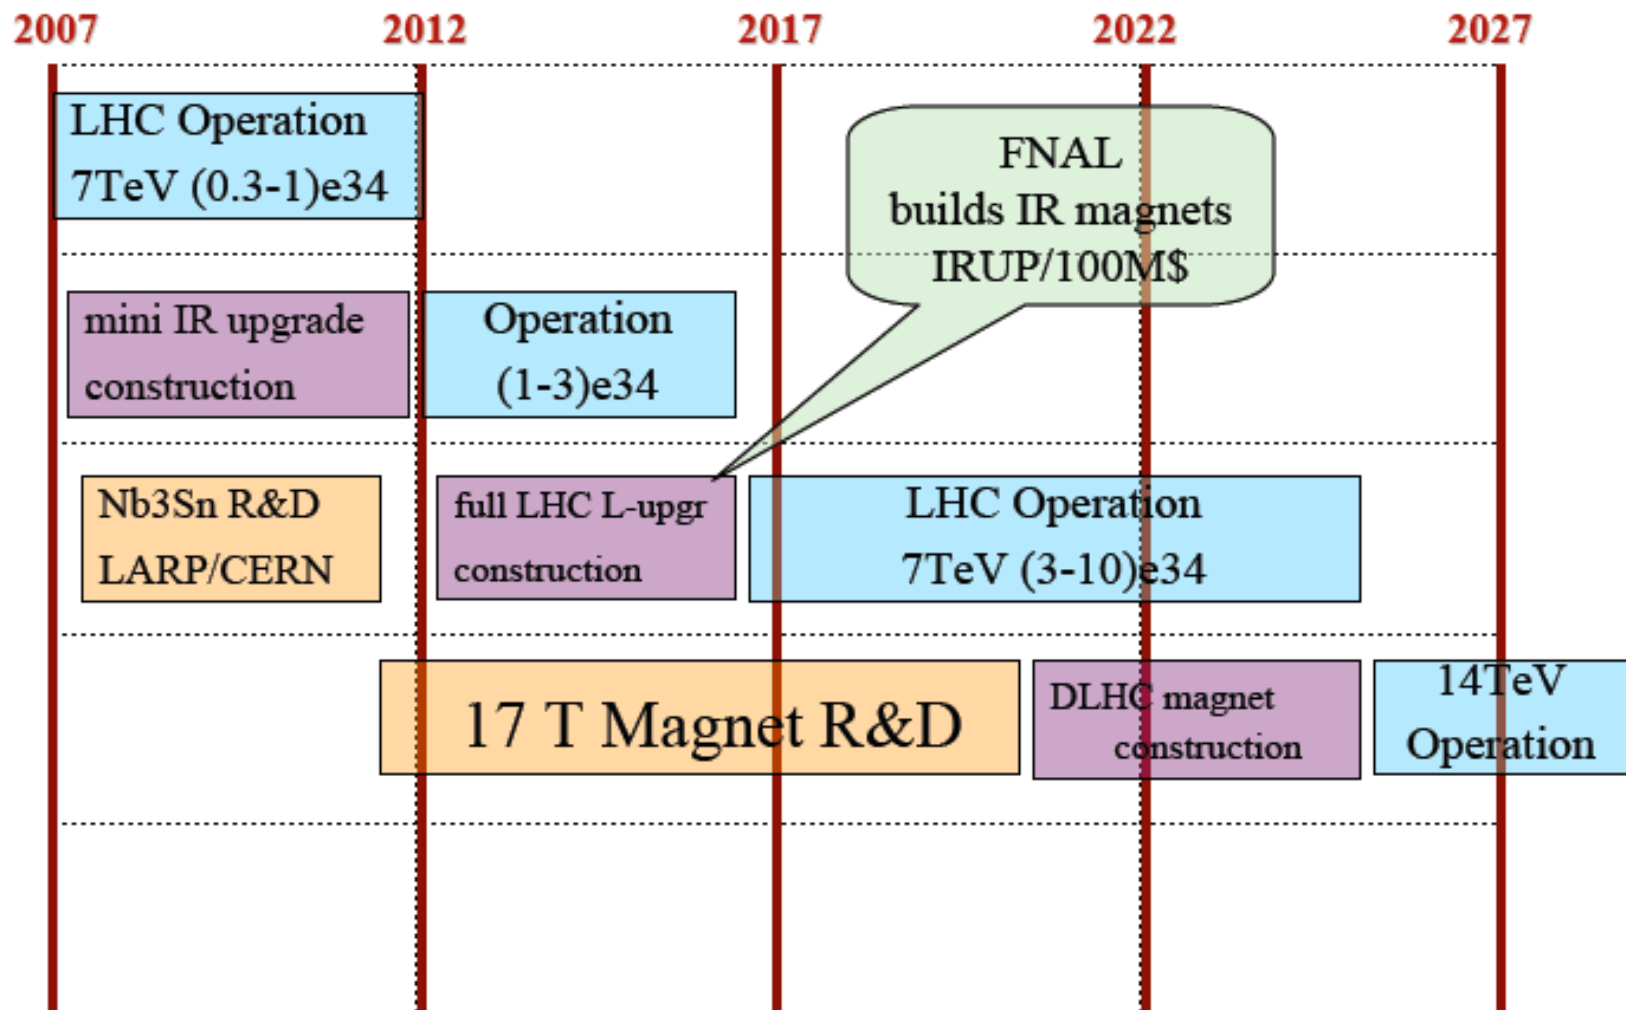 2007 2012 2017 2022 2027
LHC Operation
7TeV (0.3-1)e34
FNAL
builds IR magnets
IRUP/100M$
mini IR upgrade
construction
Operation
(1-3)e34
Nb3Sn R&D
LARP/CERN
full LHC L-upgr
construction
LHC Operation
7TeV (3-10)e34
17 T Magnet R&D
DLHC magnet
construction
14TeV
Operation